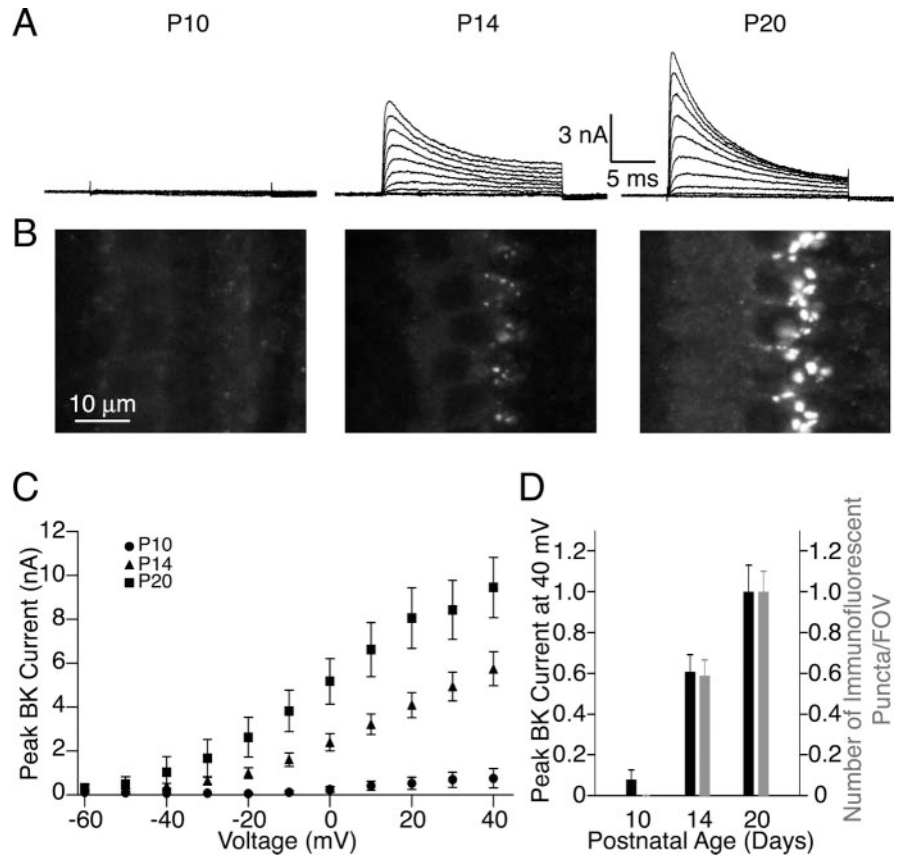 A
P10
P14
P20
3 nA
5 ms
B
10 μm
C
12
10
8
6
4
2
0
Peak BK Current (nA)
P10
P14
P20
-60
-40
-20
0
20
40
Voltage (mV)
D
1.2
1.0
0.8
0.6
0.4
0.2
0
Peak BK Current at 40 mV
1.2
1.0
0.8
0.6
0.4
0.2
0
Number of Immunofluorescent
Puncta/FOV
10
14
20
Postnatal Age (Days)